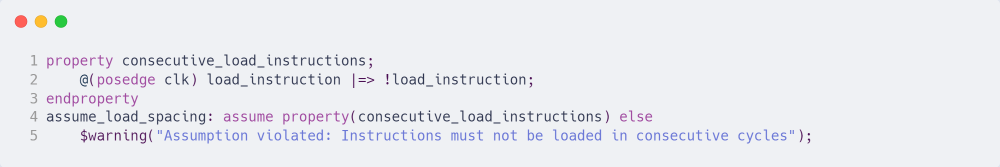 1 property consecutive_load_instructions;
2     @(posedge clk) load_instruction |=> !load_instruction;
3 endproperty
4 assume_load_spacing: assume property(consecutive_load_instructions) else
5     $warning("Assumption violated: Instructions must not be loaded in consecutive cycles");